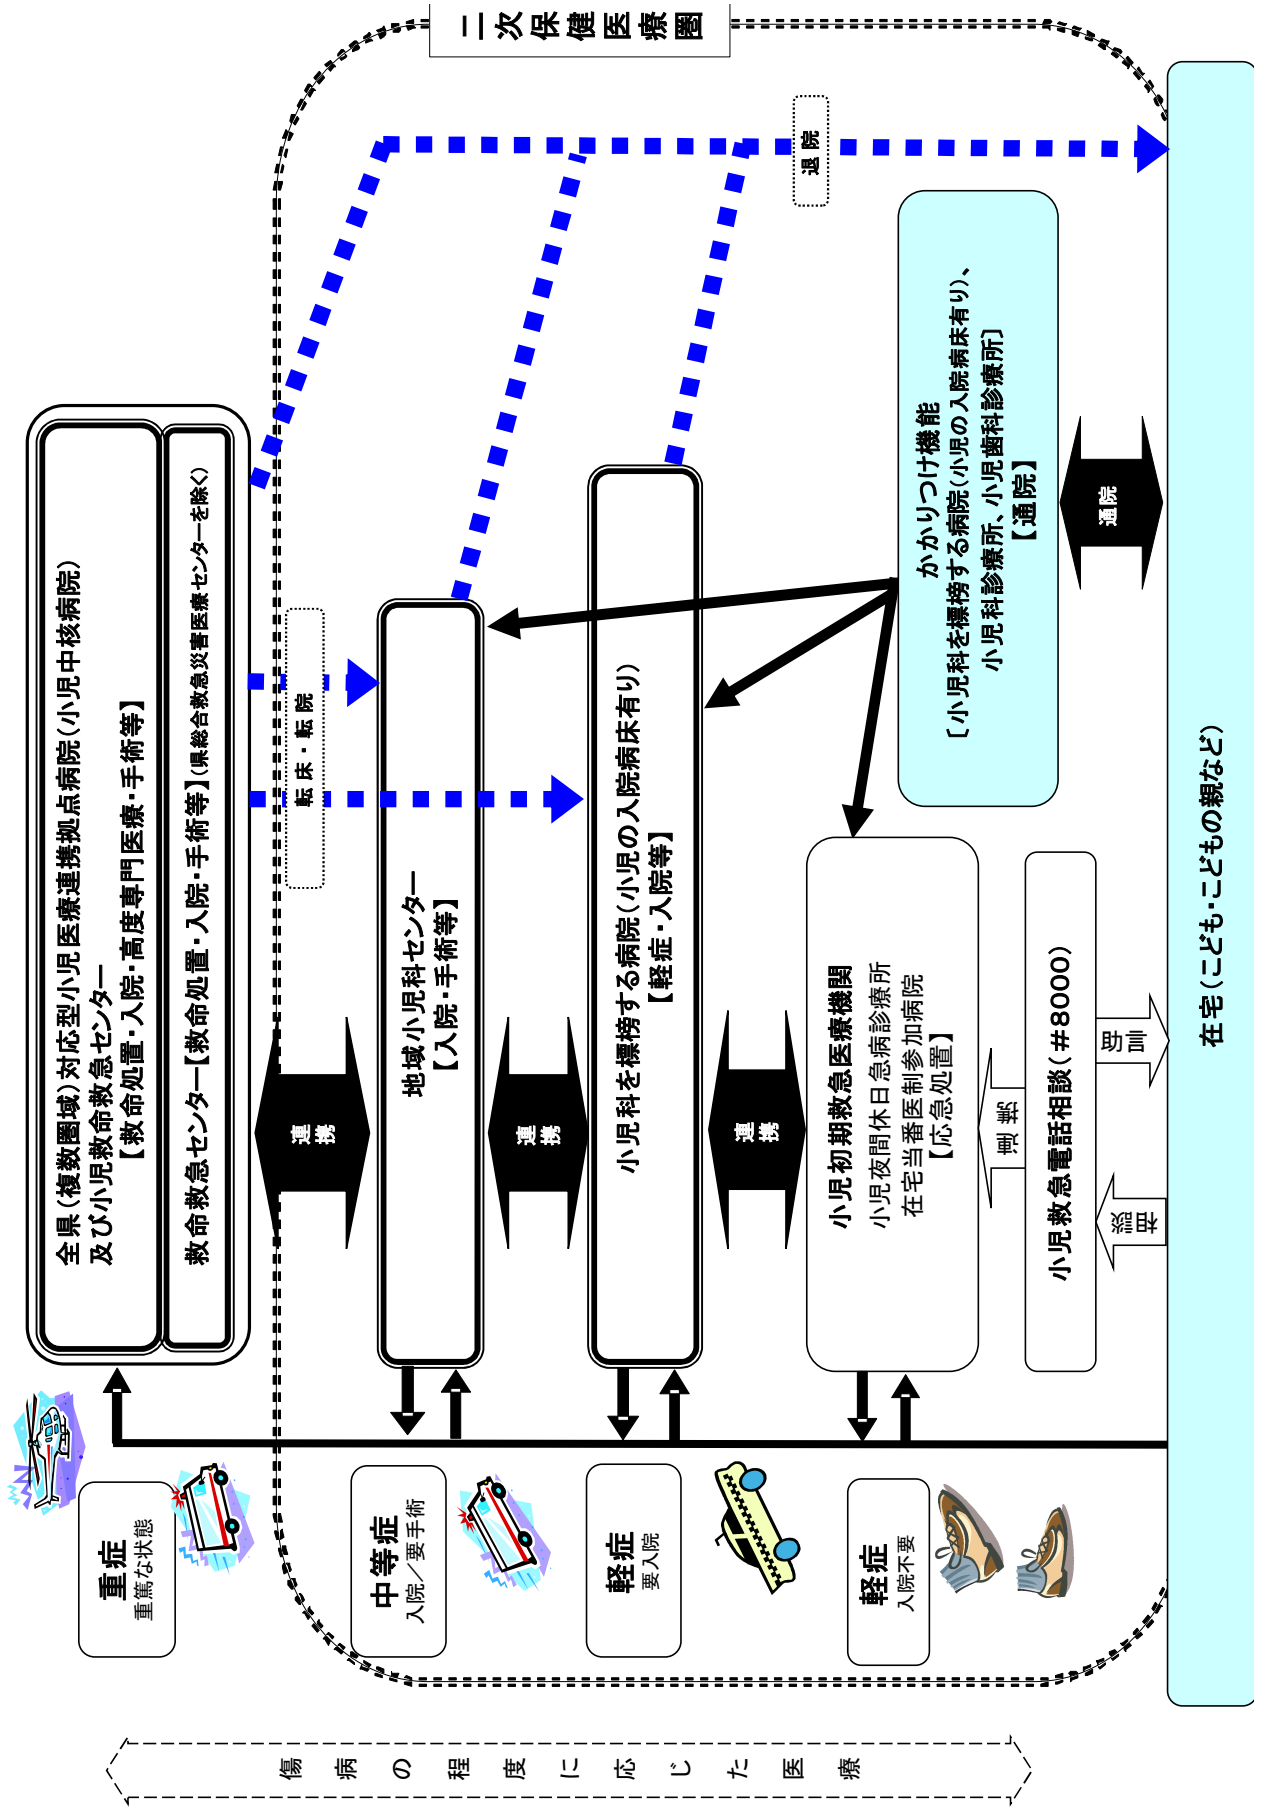 二次保健医療圏
傷病の程度に応じた医療
重症
重篤な状態
全県（複数圏域）対応型小児医療連携拠点病院（小児中核病院）
及び小児救命救急センター
【救命処置・入院・高度専門医療・手術等】
救命救急センター【救命処置・入院・手術等】（県総合救急災害医療センターを除く）
連携
転床・転院
退院
中等症
入院／要手術
地域小児科センター
【入院・手術等】
連携
軽症
要入院
小児科を標榜する病院（小児の入院病床有り）
【軽症・入院等】
連携
軽症
入院不要
小児初期救急医療機関
小児夜間休日急病診療所
在宅当番医制参加病院
【応急処置】
かかりつけ機能
［小児科を標榜する病院（小児の入院病床有り）、
小児科診療所、小児歯科診療所］
【通院】
連携
小児救急電話相談（＃8000）
相談
助言
通院
在宅（こども・こどもの親など）